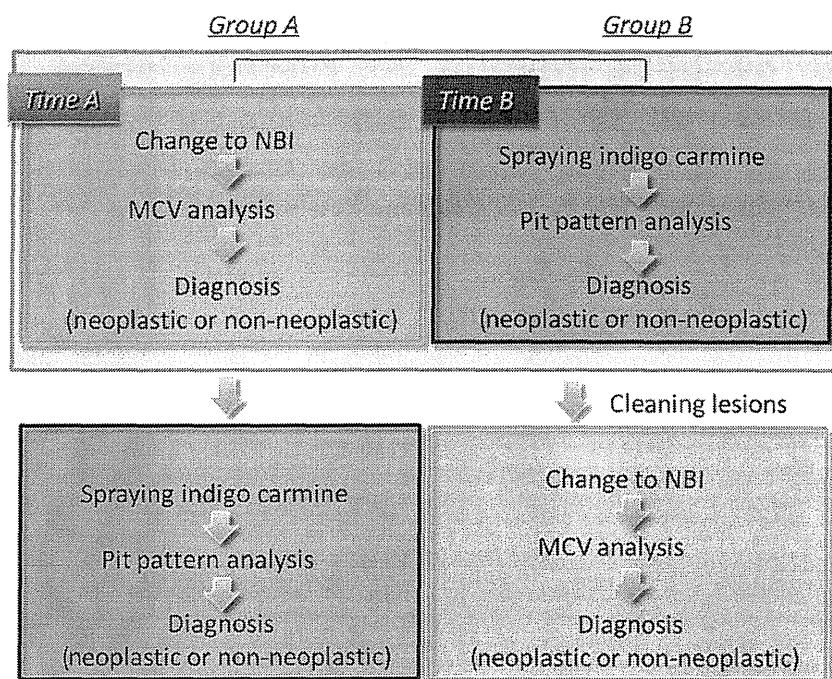 Group A
Group B
Time A
Change to NBI
MCV analysis
Diagnosis
(neoplastic or non-neoplastic)
Time B
Spraying indigo carmine
Pit pattern analysis
Diagnosis
(neoplastic or non-neoplastic)
Cleaning lesions
Spraying indigo carmine
Pit pattern analysis
Diagnosis
(neoplastic or non-neoplastic)
Change to NBI
MCV analysis
Diagnosis
(neoplastic or non-neoplastic)